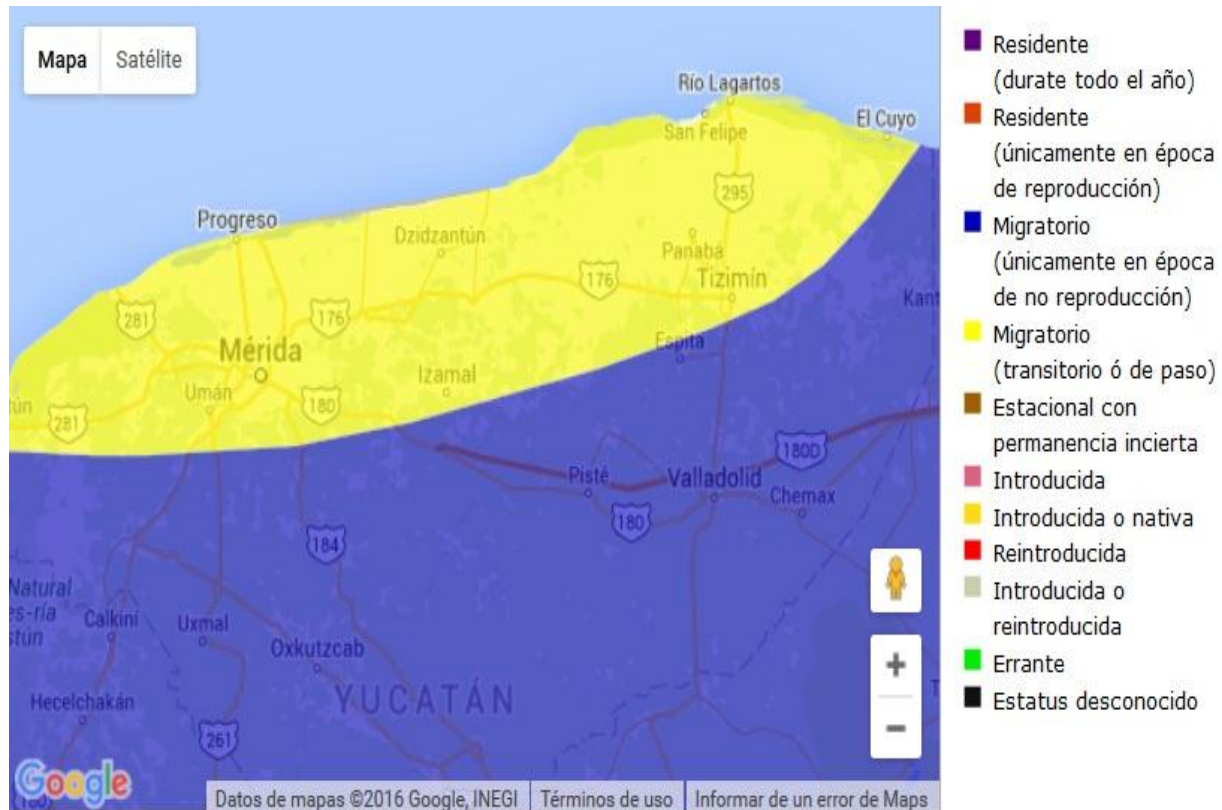 Mapa
Satélite
Río Lagartos
San Felipe
El Cuyo
295
Progreso
Dzidzantún
Panabá
176
Tizimín
281
176
Kant
Mérida
Espita
Izamal
Umán
180
281
180D
Pisté
Valladolid
Chemax
180
184
Natural
Calkiní
Uxmal
Oxkutzcab
YUCATÁN
Hecelchakán
261
Google
180
Datos de mapas ©2016 Google, INEGI
Términos de uso
Informar de un error de Maps
Residente
(durate todo el año)
Residente
(únicamente en época
de reproducción)
Migratorio
(únicamente en época
de no reproducción)
Migratorio
(transitorio ó de paso)
Estacional con
permanencia incierta
Introducida
Introducida o nativa
Reintroducida
Introducida o
reintroducida
Errante
Estatus desconocido